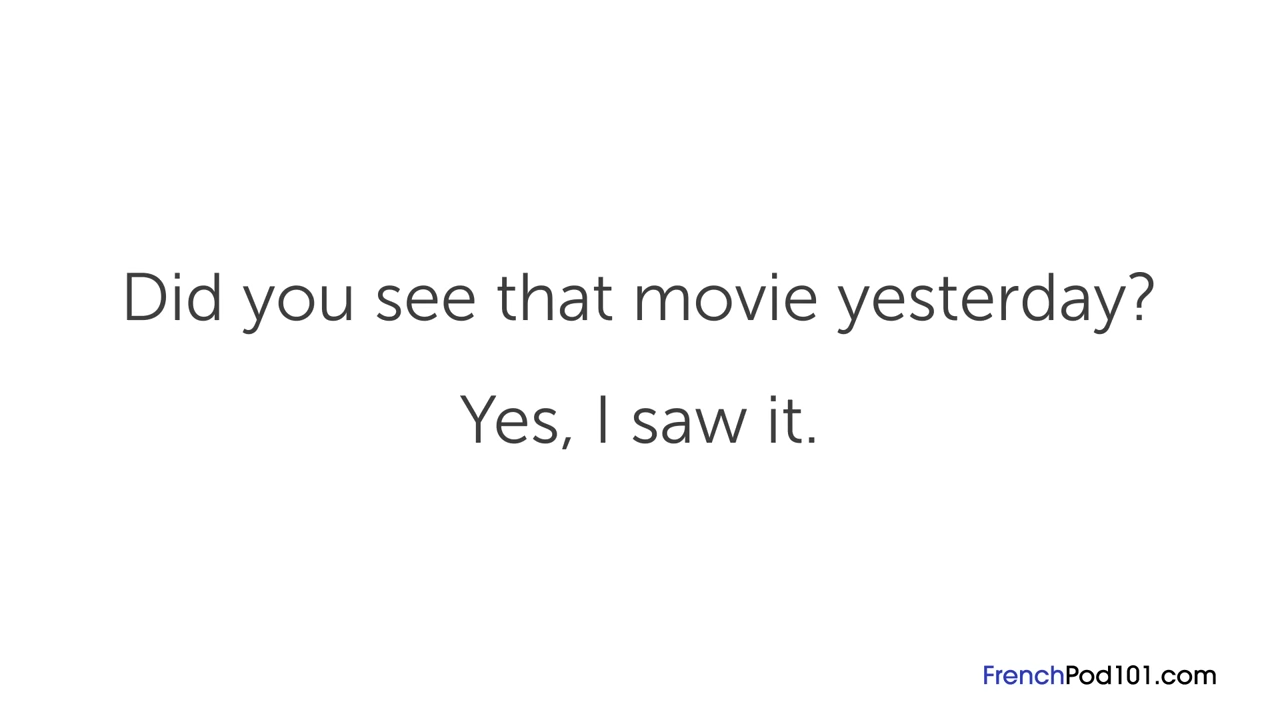 Did you see that movie yesterday?
Yes, I saw it.
FrenchPod101.com